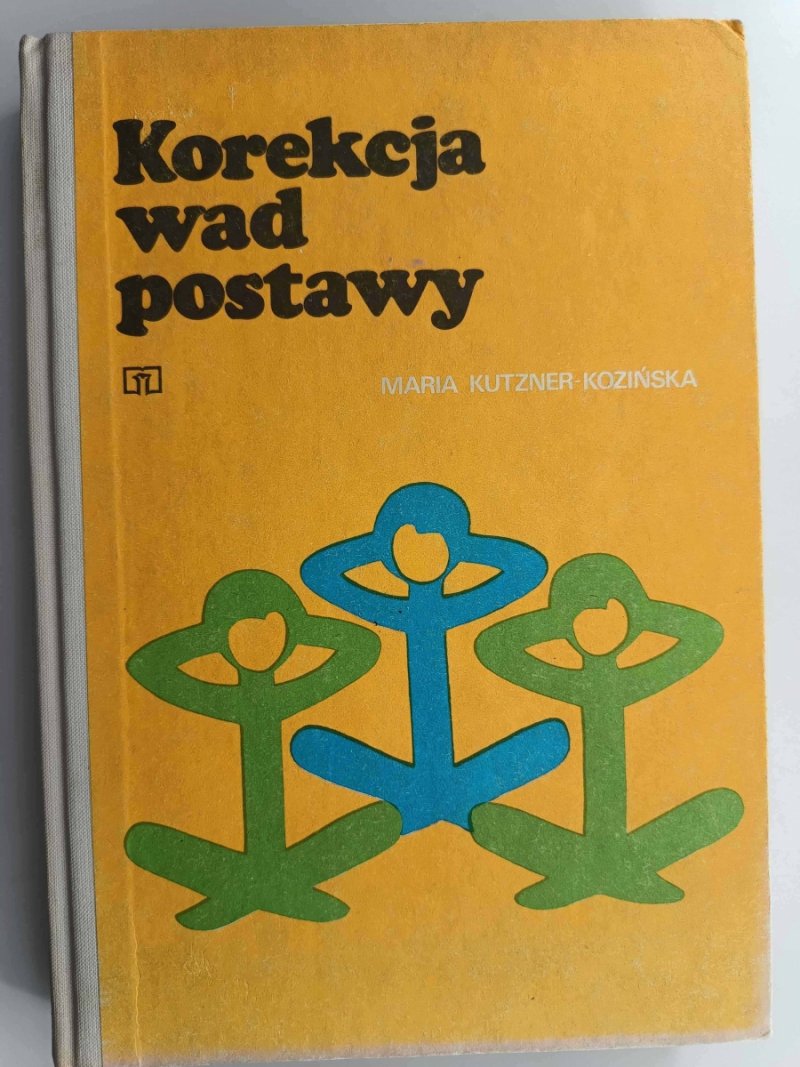 Korekcja
wad
postawy
MARIA KUTZNER-KOZIŃSKA